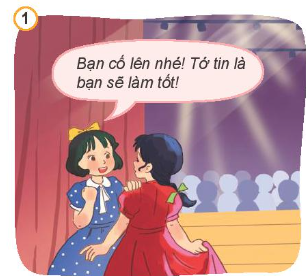 1
Bạn cố lên nhé! Tớ tin là
bạn sẽ làm tốt!